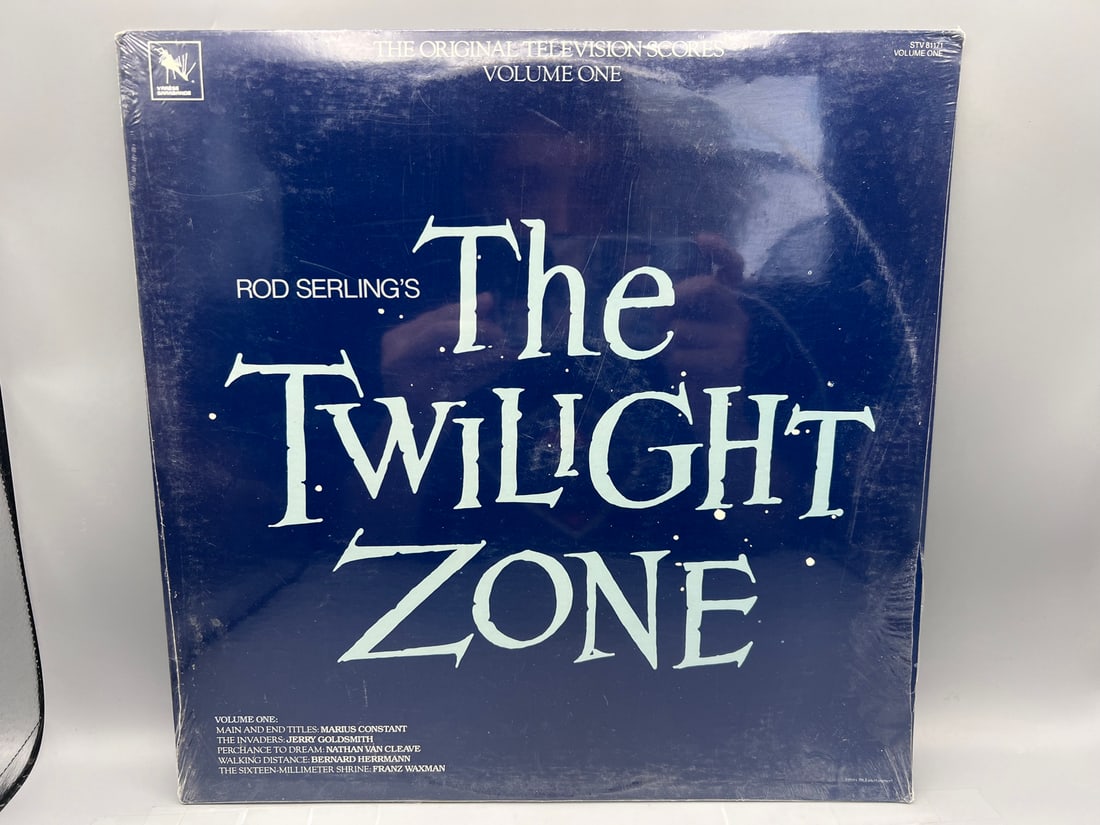 THE ORIGINAL TELEVISION SCORES
VOLUME ONE
STV 81171
VOLUME ONE
VARÈSE
SARABANDE
ROD SERLING'S
The
TWILIGHT
ZONE
VOLUME ONE:
MAIN AND END TITLES: MARIUS CONSTANT
THE INVADERS: JERRY GOLDSMITH
PERCHANCE TO DREAM: NATHAN VAN CLEAVE
WALKING DISTANCE: BERNARD HERRMANN
THE SIXTEEN-MILLIMETER SHRINE: FRANZ WAXMAN